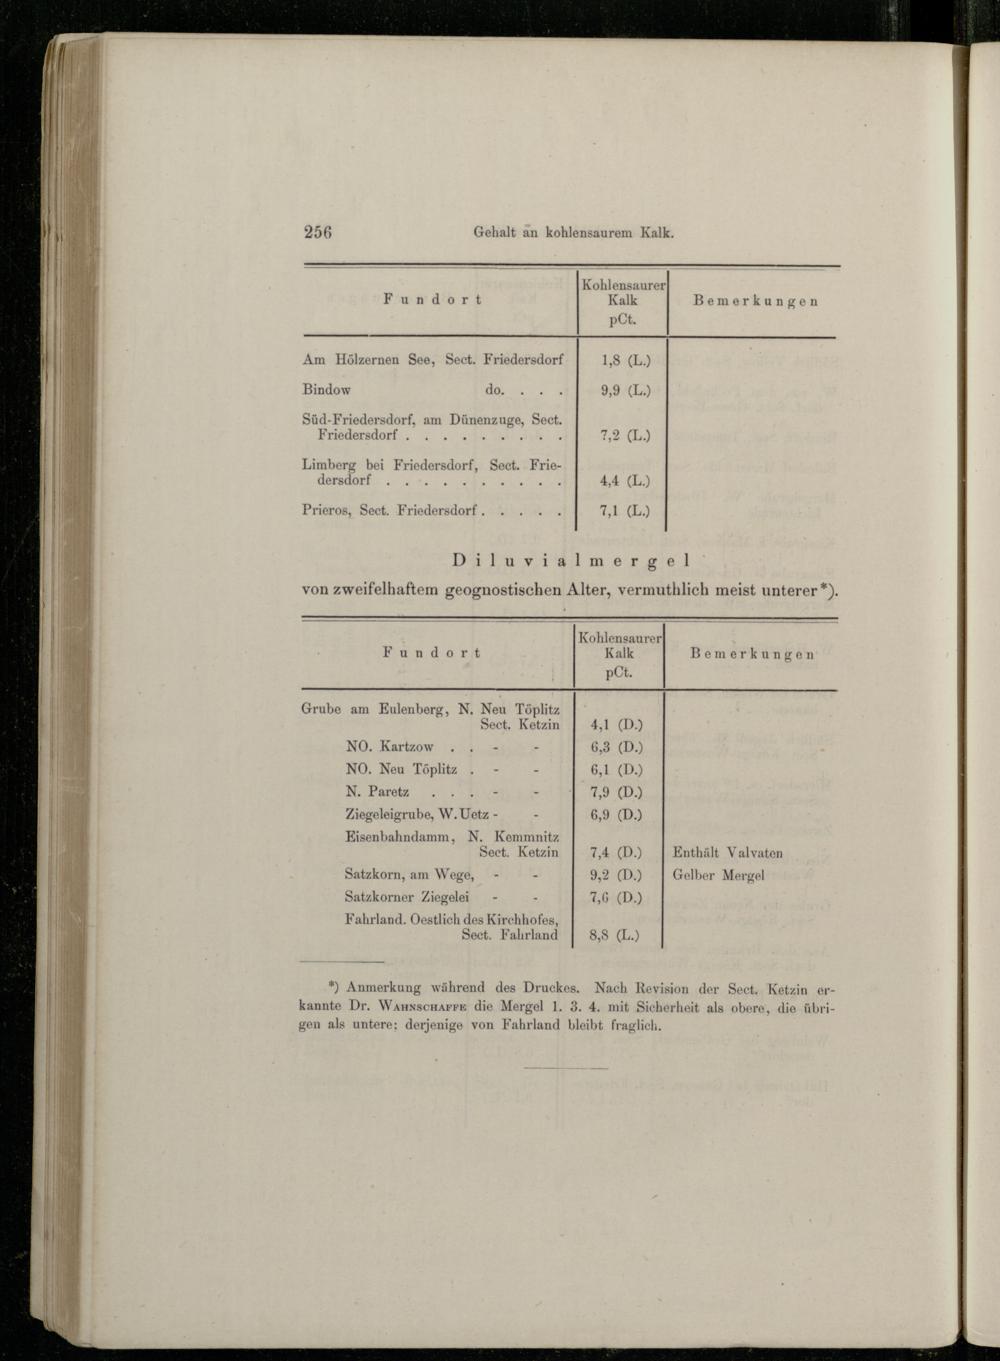 256
Gehalt an kohlensaurem Kalk.
Fundort
Kohlensaurer
Kalk
pCt.
Bemerkungen
Am Hölzernen See, Sect. Friedersdorf 1,8 (L.)
Bindow do. . . . 9,9 (L.)
Süd-Friedersdorf, am Dünenzuge, Sect.
Friedersdorf . . . . . . . . . 7,2 (L.)
Limberg bei Friedersdorf, Sect. Frie-
dersdorf . . . . . . . . . . 4,4 (L.)
Prieros, Sect. Friedersdorf . . . . . 7,1 (L.)
Diluvialmergel
von zweifelhaftem geognostischen Alter, vermuthlich meist unterer*).
Fundort
Kohlensaurer
Kalk
pCt.
Bemerkungen
Grube am Eulenberg, N. Neu Töplitz
Sect. Ketzin 4,1 (D.)
NO. Kartzow . . - - 6,3 (D.)
NO. Neu Töplitz . - - 6,1 (D.)
N. Paretz . . . - - 7,9 (D.)
Ziegeleigrube, W. Uetz - - 6,9 (D.)
Eisenbahndamm, N. Kemmnitz
Sect. Ketzin 7,4 (D.) Enthält Valvaten
Satzkorn, am Wege, - - 9,2 (D.) Gelber Mergel
Satzkorner Ziegelei - - 7,6 (D.)
Fahrland. Oestlich des Kirchhofes,
Sect. Fahrland 8,8 (L.)
*) Anmerkung während des Druckes. Nach Revision der Sect. Ketzin er-
kannte Dr. WAHNSCHAFFE die Mergel 1. 3. 4. mit Sicherheit als obere, die übri-
gen als untere; derjenige von Fahrland bleibt fraglich.